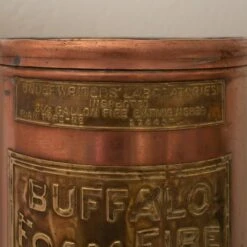 UNDERWRITERS' LABORATORIES
INSPECTED
2½ GALLON FIRE EXTINGUISHER
BUFFALO
FOAM FIRE